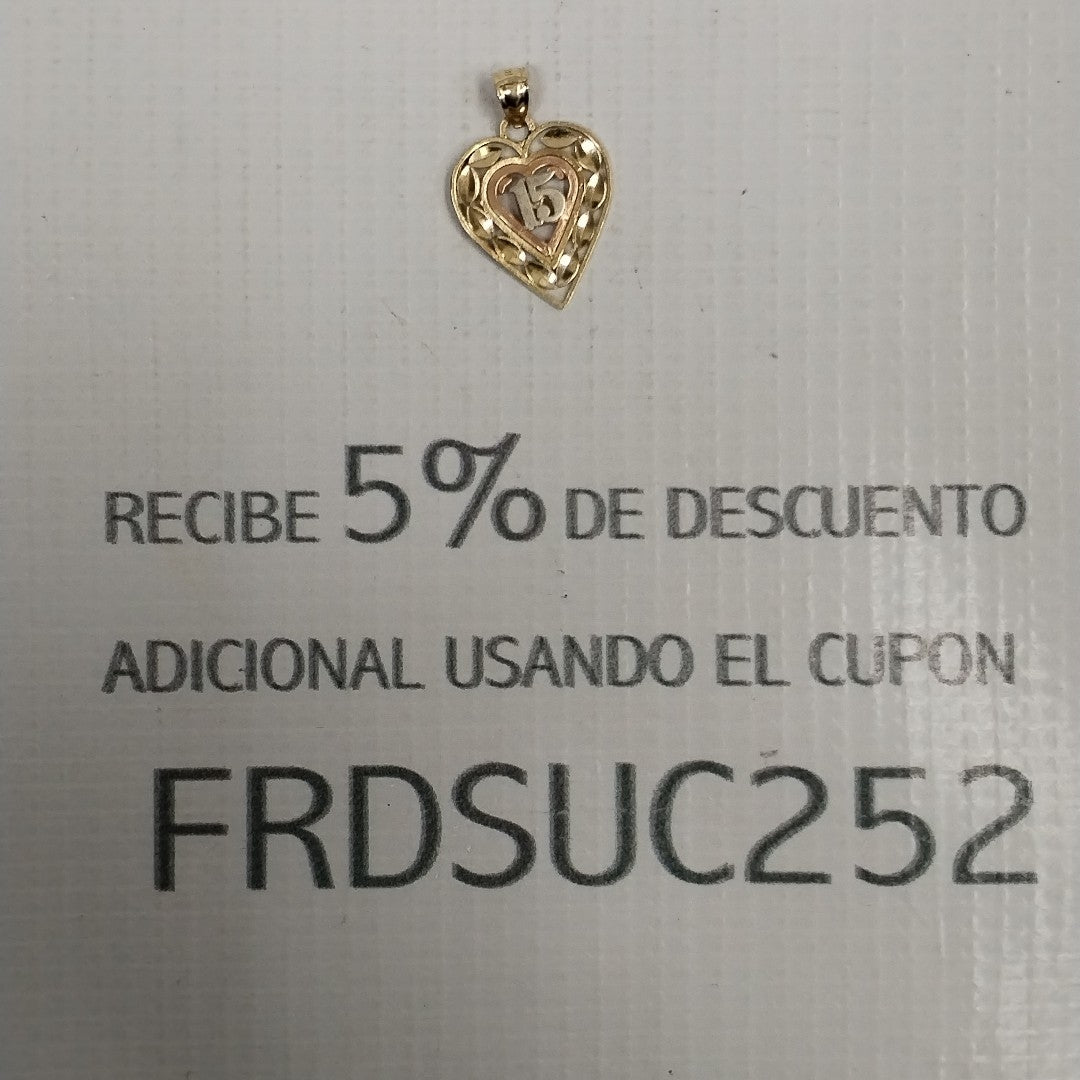 15
RECIBE 5% DE DESCUENTO
ADICIONAL USANDO EL CUPON
FRDSUC252